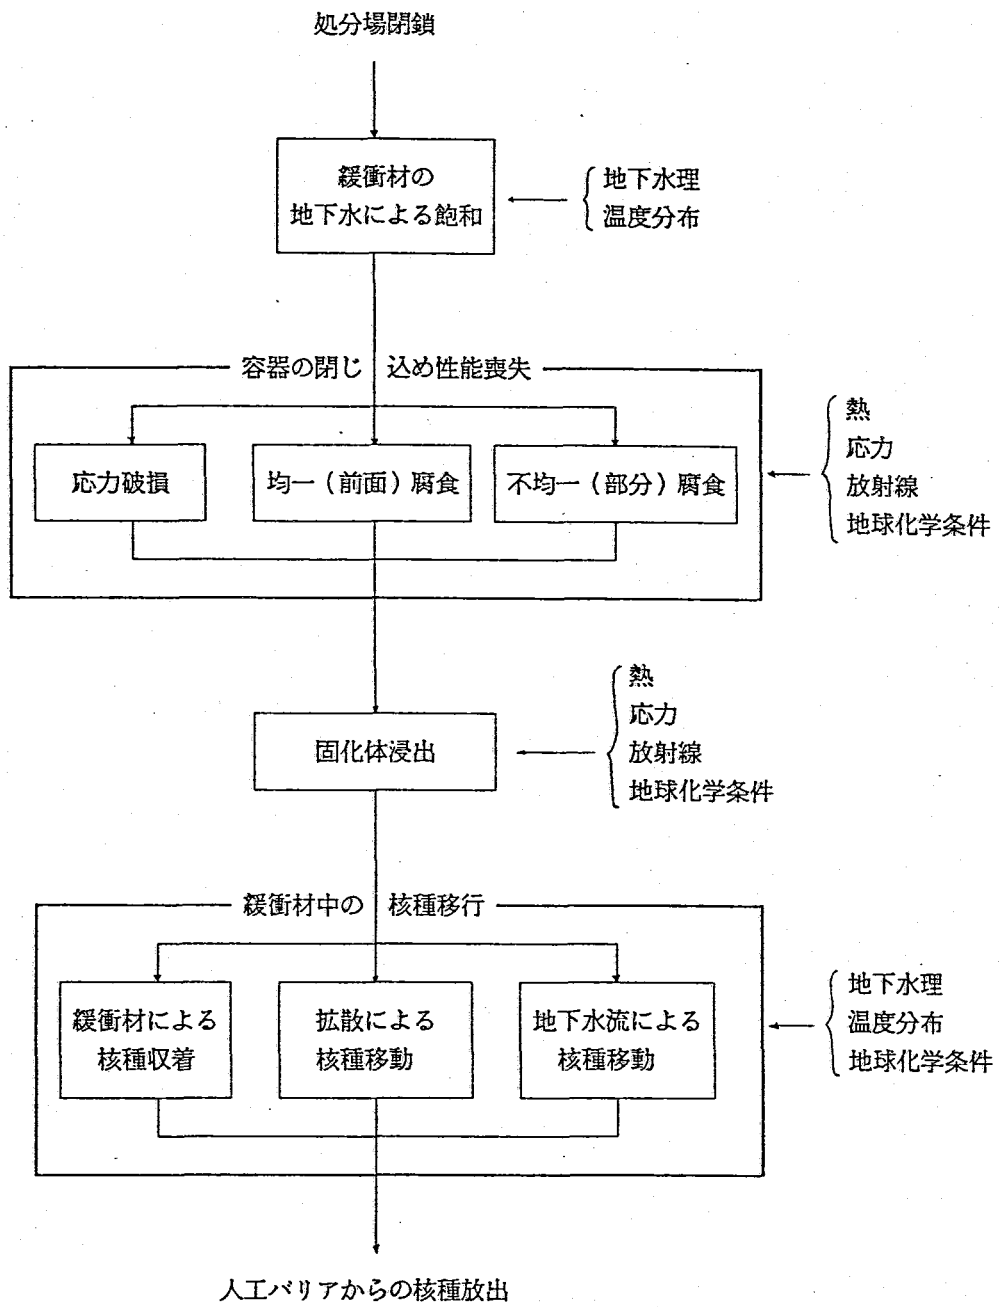 処分場閉鎖
緩衝材の
地下水による飽和
地下水理
温度分布
容器の閉じ込め性能喪失
熱
応力
放射線
地球化学条件
応力破損
均一（前面）腐食
不均一（部分）腐食
熱
応力
放射線
地球化学条件
固化体浸出
緩衝材中の核種移行
緩衝材による
核種収着
拡散による
核種移動
地下水流による
核種移動
地下水理
温度分布
地球化学条件
人工バリアからの核種放出